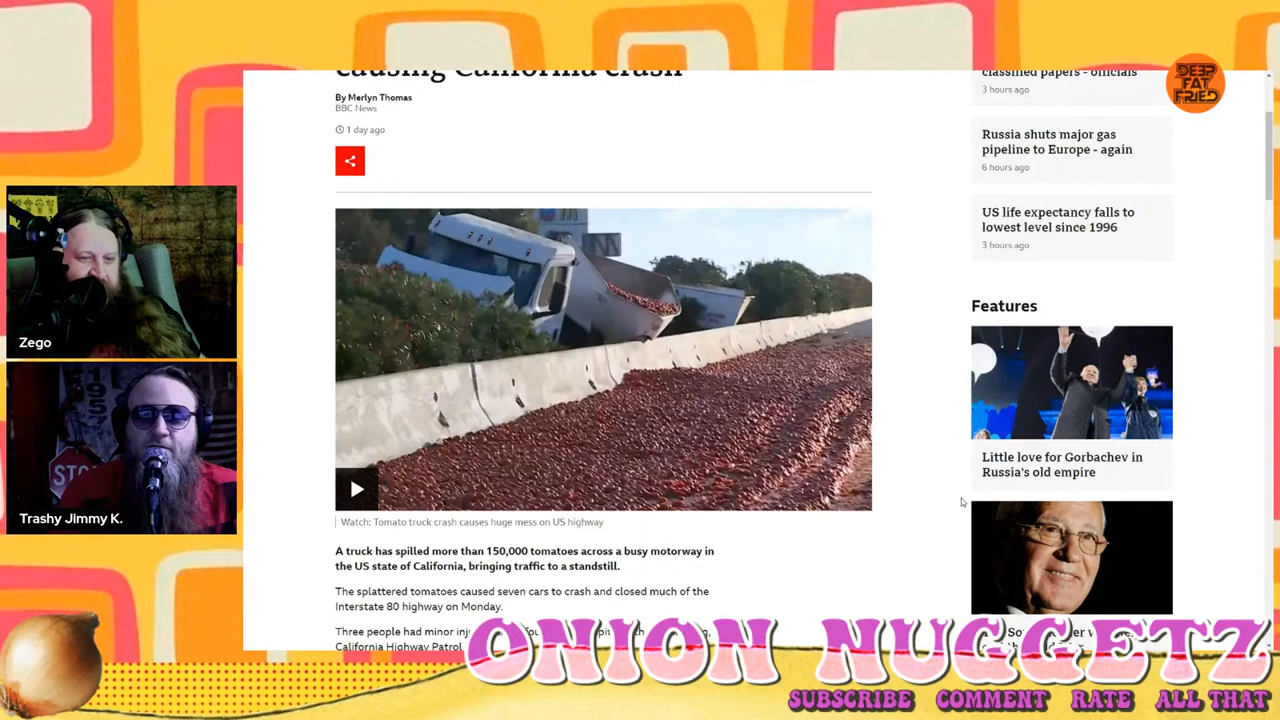 causing California crash
By Merlyn Thomas
BBC News
1 day ago
Watch: Tomato truck crash causes huge mess on US highway
A truck has spilled more than 150,000 tomatoes across a busy motorway in
the US state of California, bringing traffic to a standstill.
The splattered tomatoes caused seven cars to crash and closed much of the
Interstate 80 highway on Monday.
Three people had minor
California Highway Patrol
classified papers - officials
3 hours ago
Russia shuts major gas
pipeline to Europe - again
6 hours ago
US life expectancy falls to
lowest level since 1996
3 hours ago
Features
Little love for Gorbachev in
Russia's old empire
DEEP
FAT
FRIED
Zego
Trashy Jimmy K.
ONION NUGGETZ
SUBSCRIBE COMMENT RATE ALL THAT